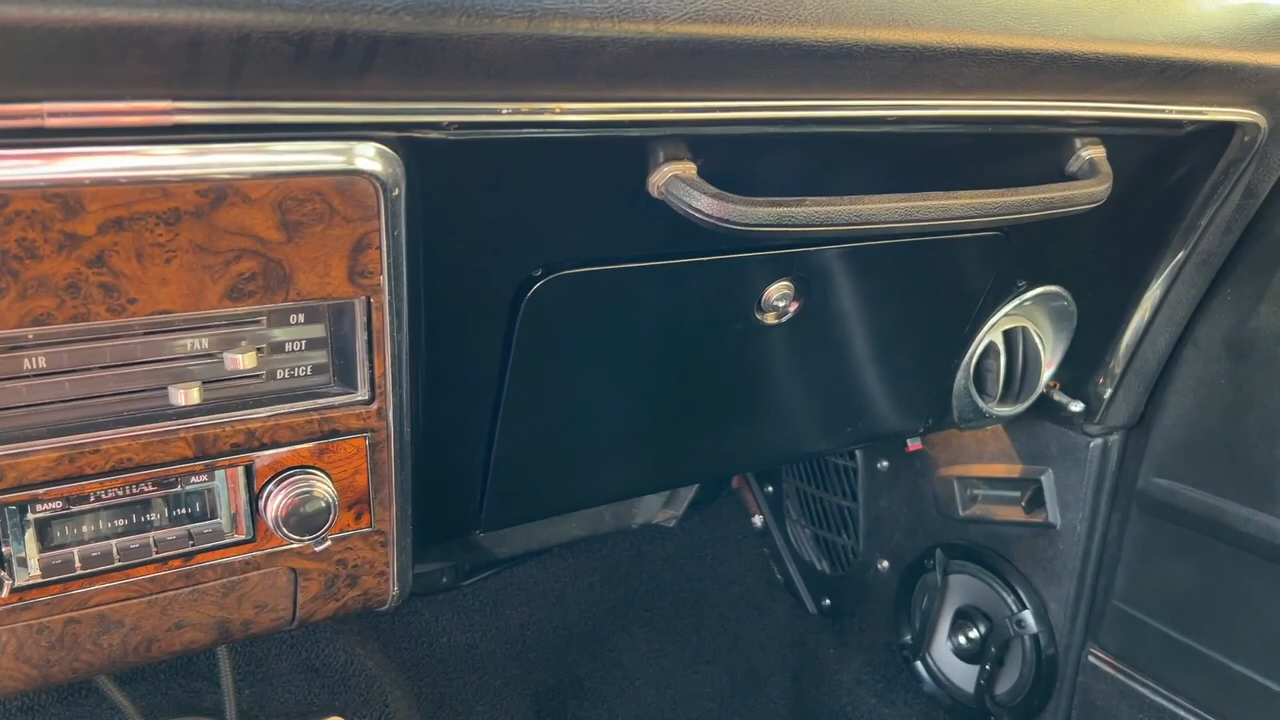 ON
FAN HOT
AIR
DE-ICE
BAND PONTIAC AUX
8 10 12 14